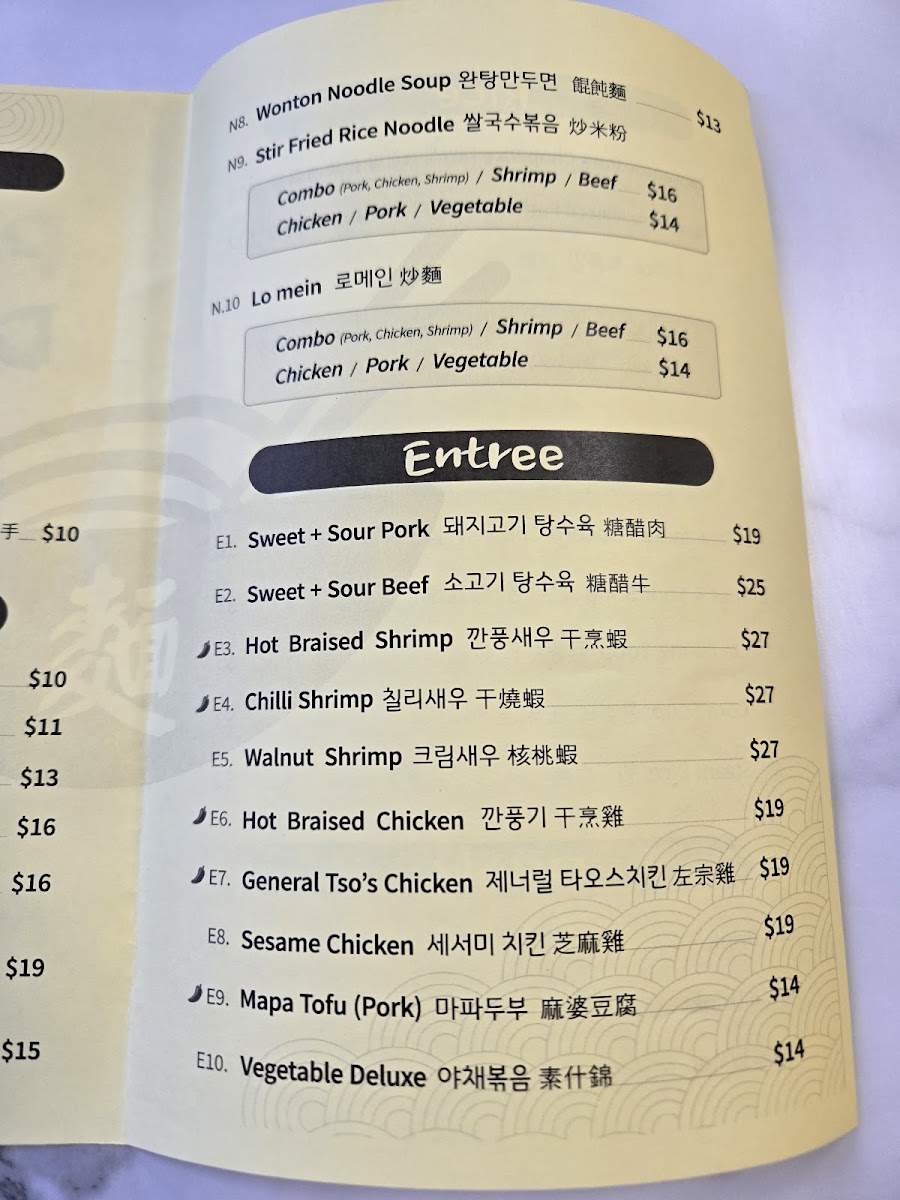 N8. Wonton Noodle Soup 완탕만두면 餛飩麵 $13
N9. Stir Fried Rice Noodle 쌀국수볶음 炒米粉
Combo (Pork, Chicken, Shrimp) / Shrimp / Beef $16
Chicken / Pork / Vegetable $14
N.10 Lo mein 로메인 炒麵
Combo (Pork, Chicken, Shrimp) / Shrimp / Beef $16
Chicken / Pork / Vegetable $14
Entree
E1. Sweet + Sour Pork 돼지고기 탕수육 糖醋肉 $19
E2. Sweet + Sour Beef 소고기 탕수육 糖醋牛 $25
E3. Hot Braised Shrimp 깐풍새우 干烹蝦 $27
E4. Chilli Shrimp 칠리새우 干燒蝦 $27
E5. Walnut Shrimp 크림새우 核桃蝦 $27
E6. Hot Braised Chicken 깐풍기 干烹雞 $19
E7. General Tso's Chicken 제너럴 타오스치킨 左宗雞 $19
E8. Sesame Chicken 세서미 치킨 芝麻雞 $19
E9. Mapa Tofu (Pork) 마파두부 麻婆豆腐 $14
E10. Vegetable Deluxe 야채볶음 素什錦 $14
手 $10
麵
$10
$11
$13
$16
$16
$19
$15